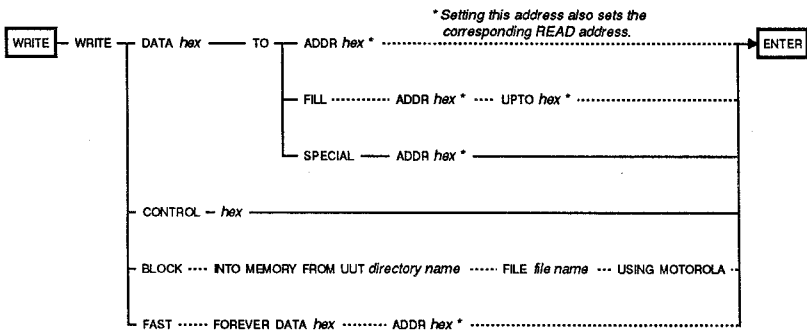 * Setting this address also sets the
corresponding READ address.
WRITE WRITE DATA hex TO ADDR hex * ENTER
FILL ADDR hex * UPTO hex *
SPECIAL ADDR hex *
CONTROL hex
BLOCK INTO MEMORY FROM UUT directory name FILE file name USING MOTOROLA
FAST FOREVER DATA hex ADDR hex *